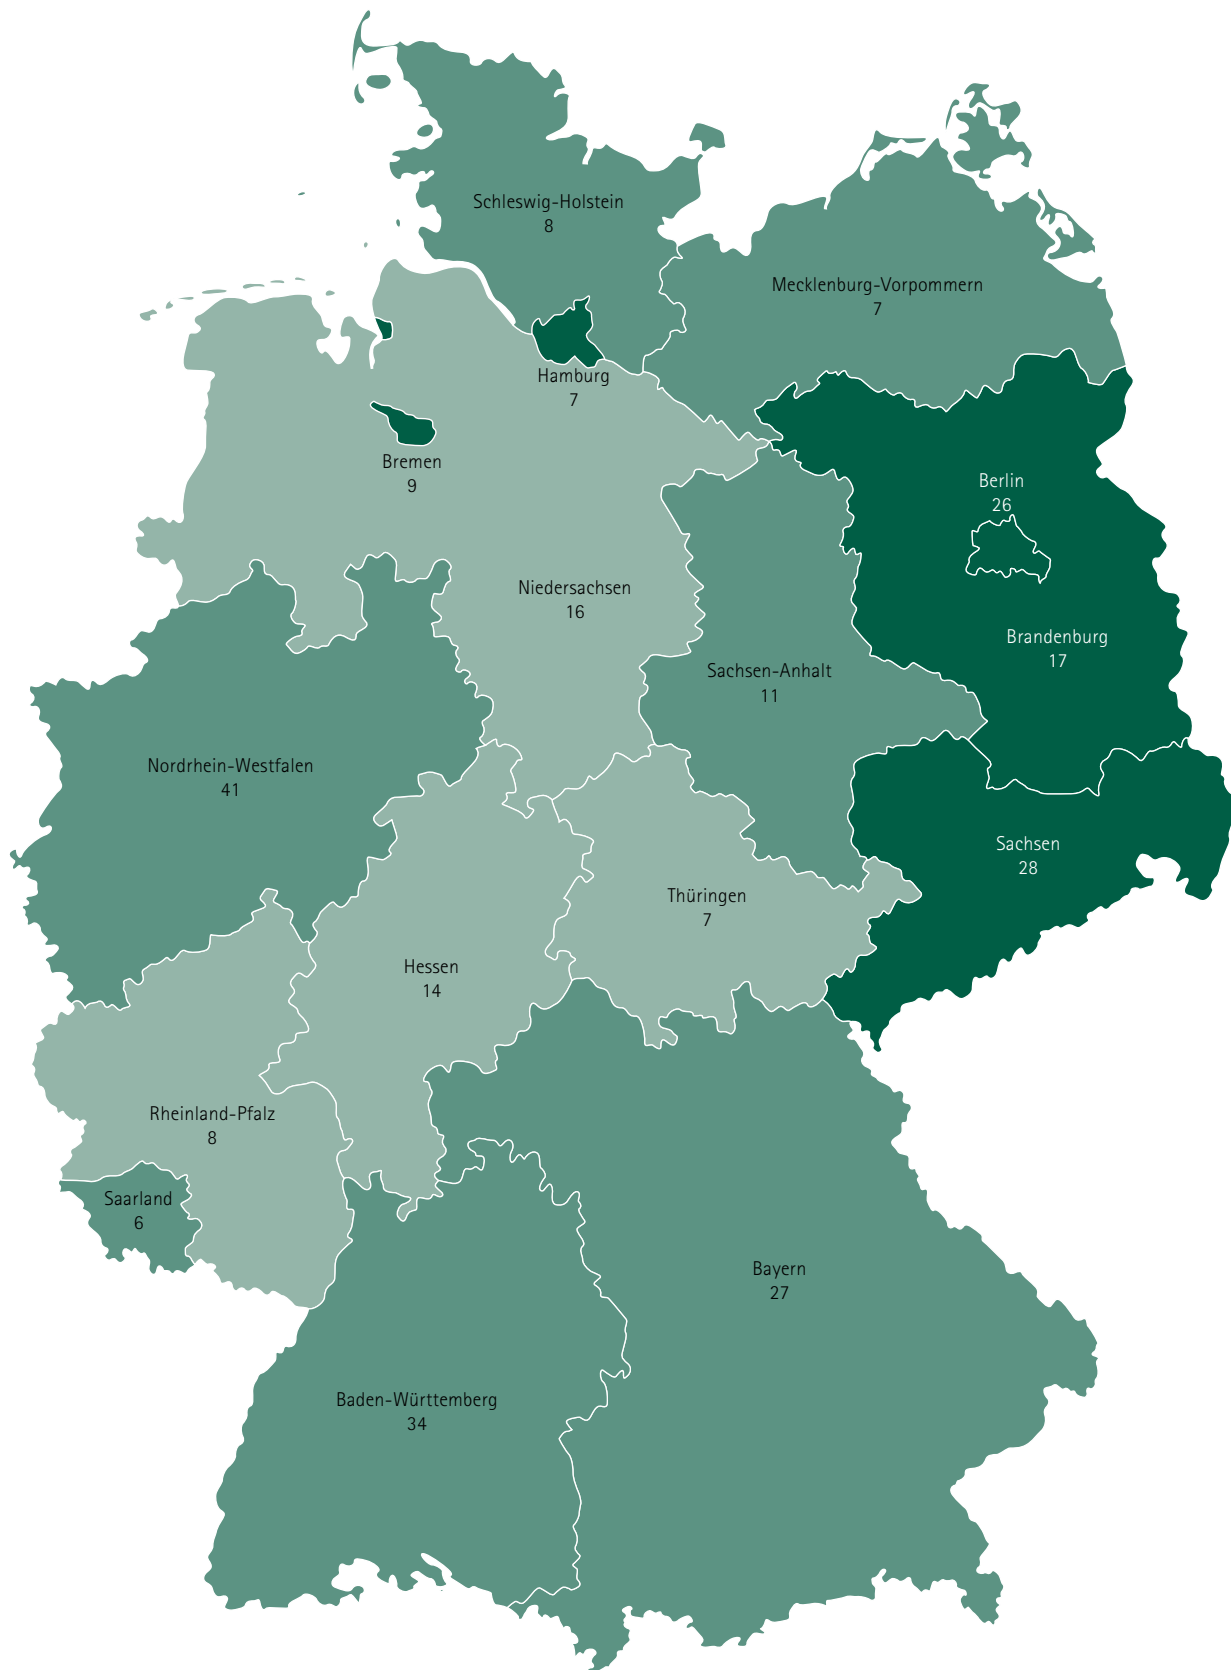 Schleswig-Holstein
8
Mecklenburg-Vorpommern
7
Hamburg
7
Bremen
9
Berlin
26
Niedersachsen
16
Brandenburg
17
Sachsen-Anhalt
11
Nordrhein-Westfalen
41
Sachsen
28
Thüringen
7
Hessen
14
Rheinland-Pfalz
8
Saarland
6
Bayern
27
Baden-Württemberg
34